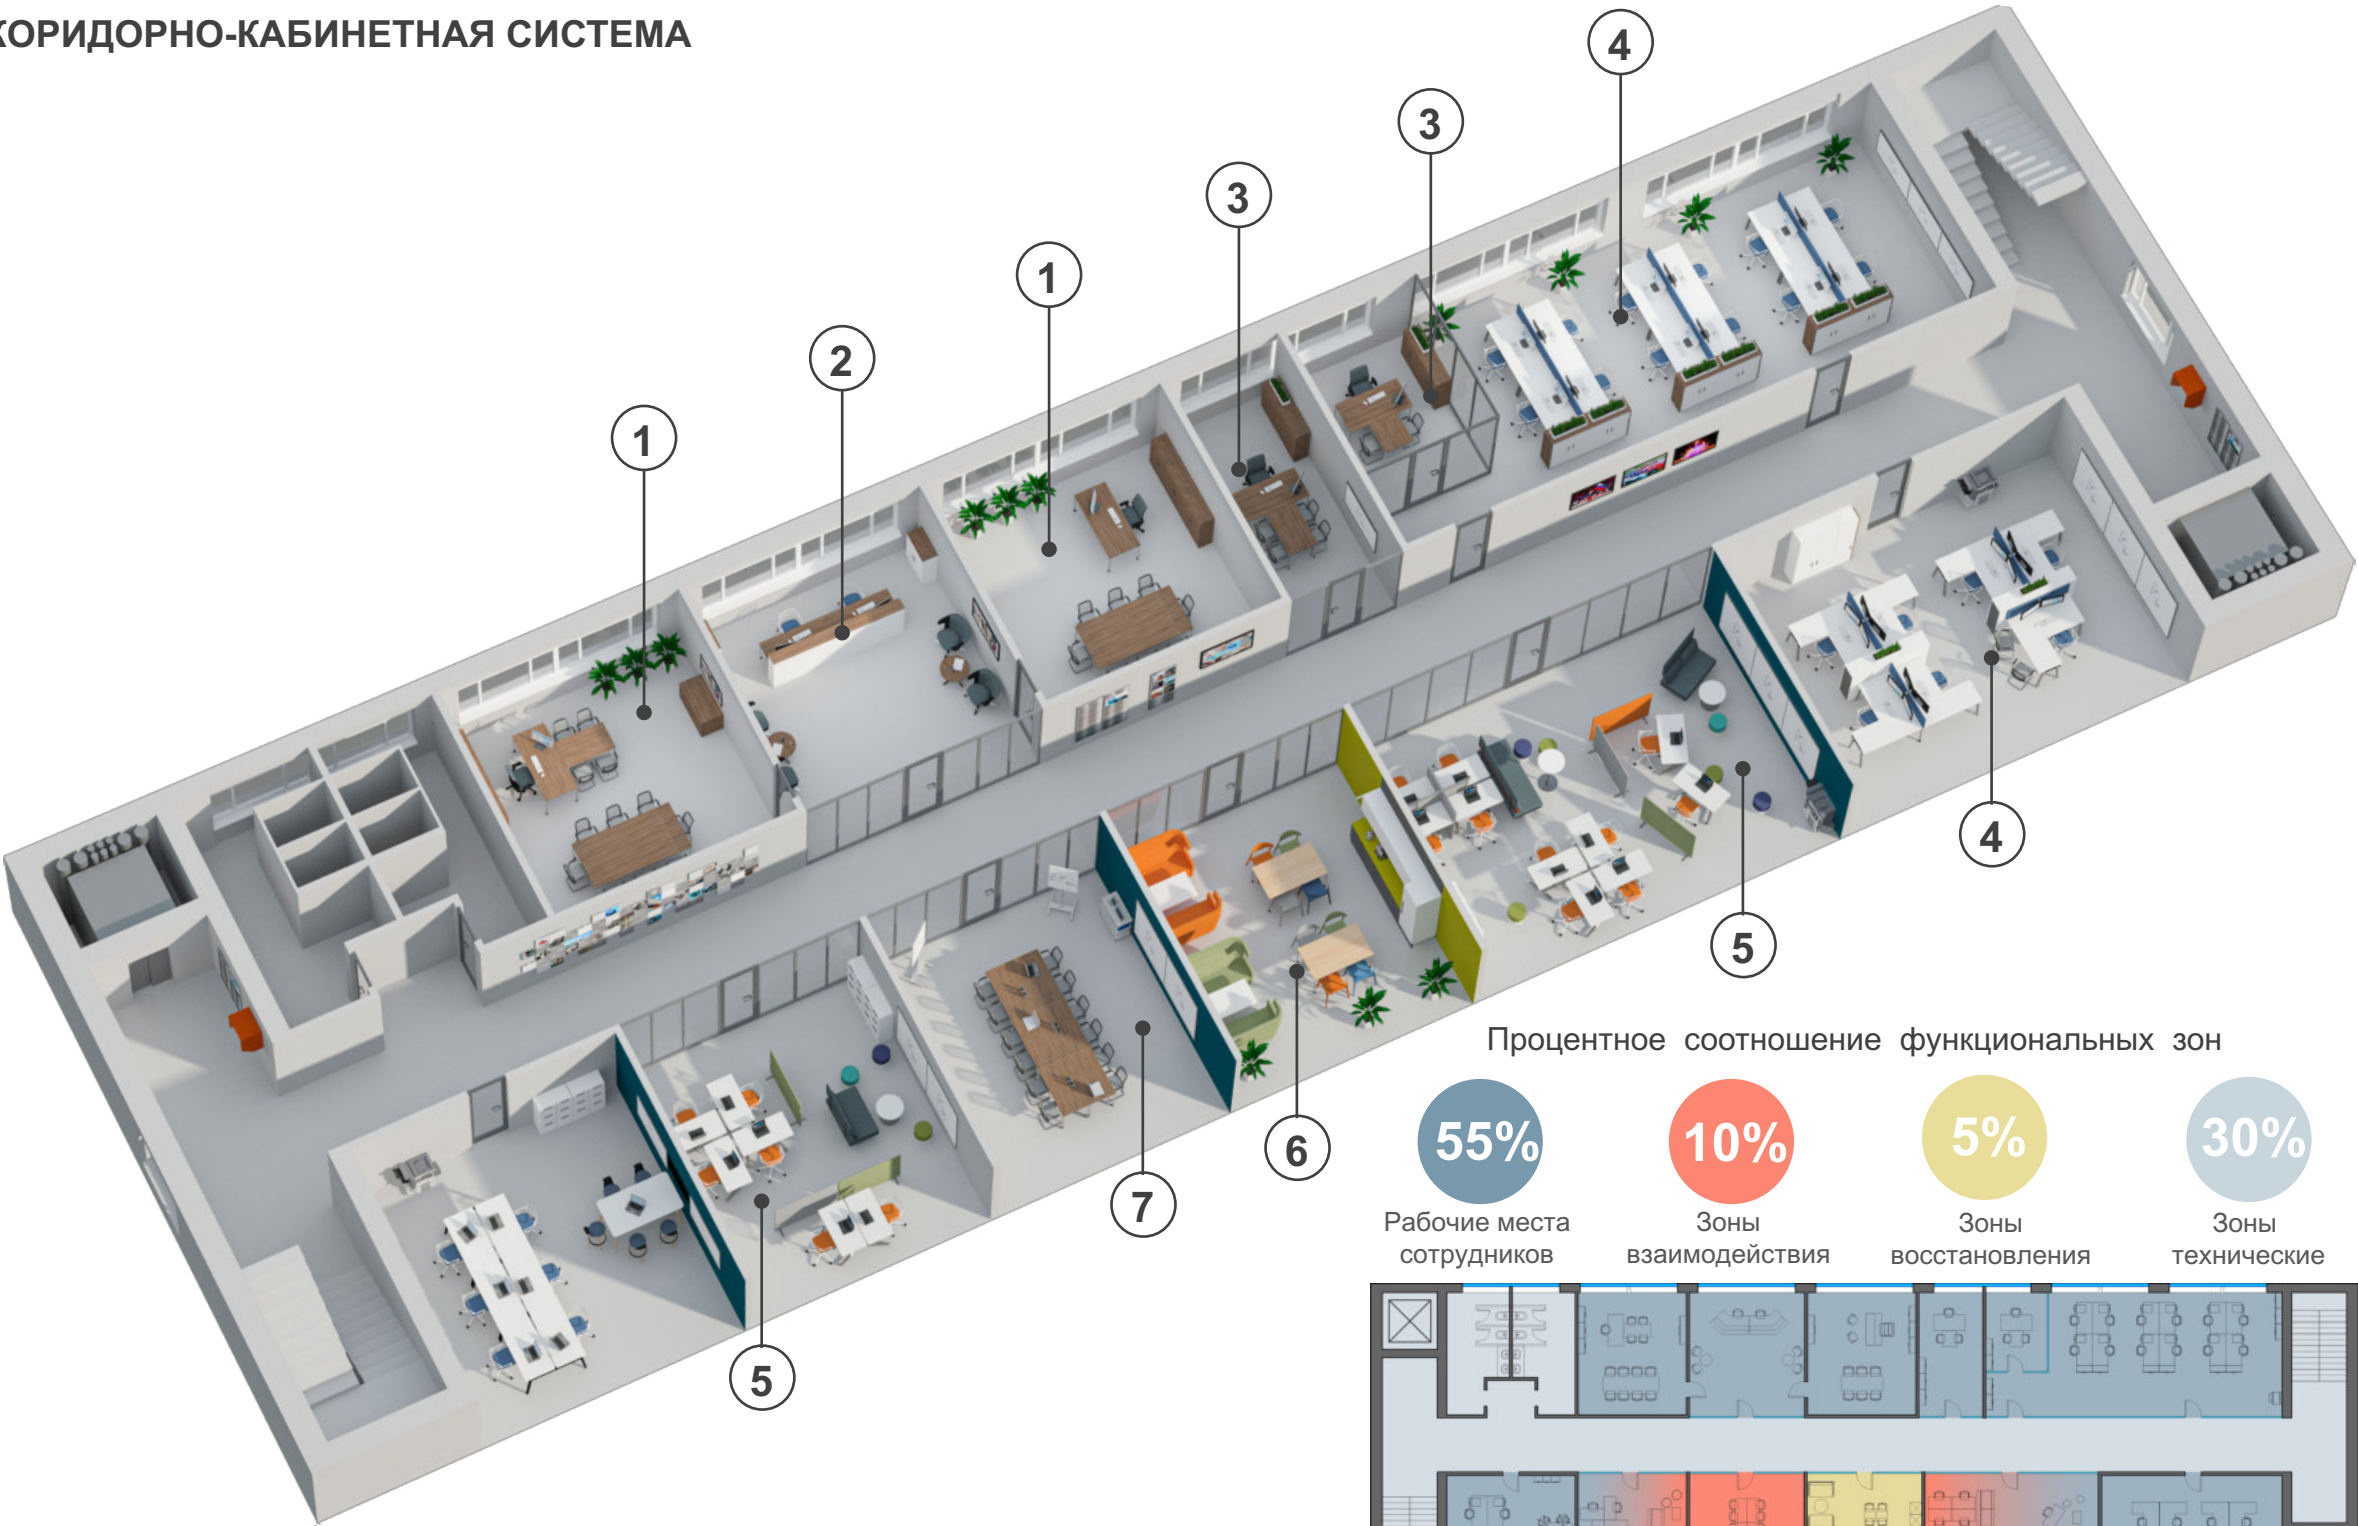 КОРИДОРНО-КАБИНЕТНАЯ СИСТЕМА
4
3
3
1
2
1
4
5
6
7
5
Процентное соотношение функциональных зон
55% 10% 5% 30%
Рабочие места сотрудников
Зоны взаимодействия
Зоны восстановления
Зоны технические